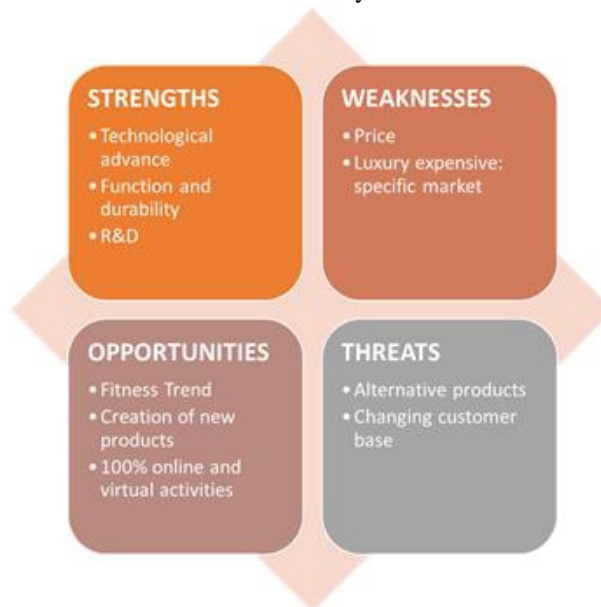 STRENGTHS
• Technological
advance
• Function and
durability
• R&D
WEAKNESSES
• Price
• Luxury expensive:
specific market
OPPORTUNITIES
• Fitness Trend
• Creation of new
products
• 100% online and
virtual activities
THREATS
• Alternative products
• Changing customer
base